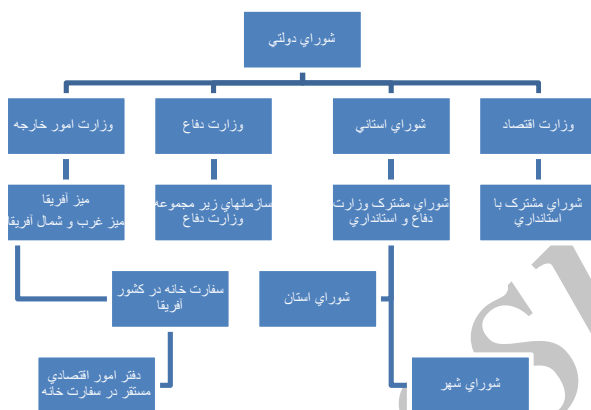 شوراي دولتي
وزارت اقتصاد
شوراي استاني
وزارت دفاع
وزارت امور خارجه
شوراي مشترک با
استانداري
شوراي مشترک وزارت
دفاع و استانداري
سازمانهاي زير مجموعه
وزارت دفاع
ميز آفريقا
ميز غرب و شمال آفريقا
شوراي استان
سفارت خانه در کشور
آفريقا
شوراي شهر
دفتر امور اقتصادي
مستقر در سفارت خانه